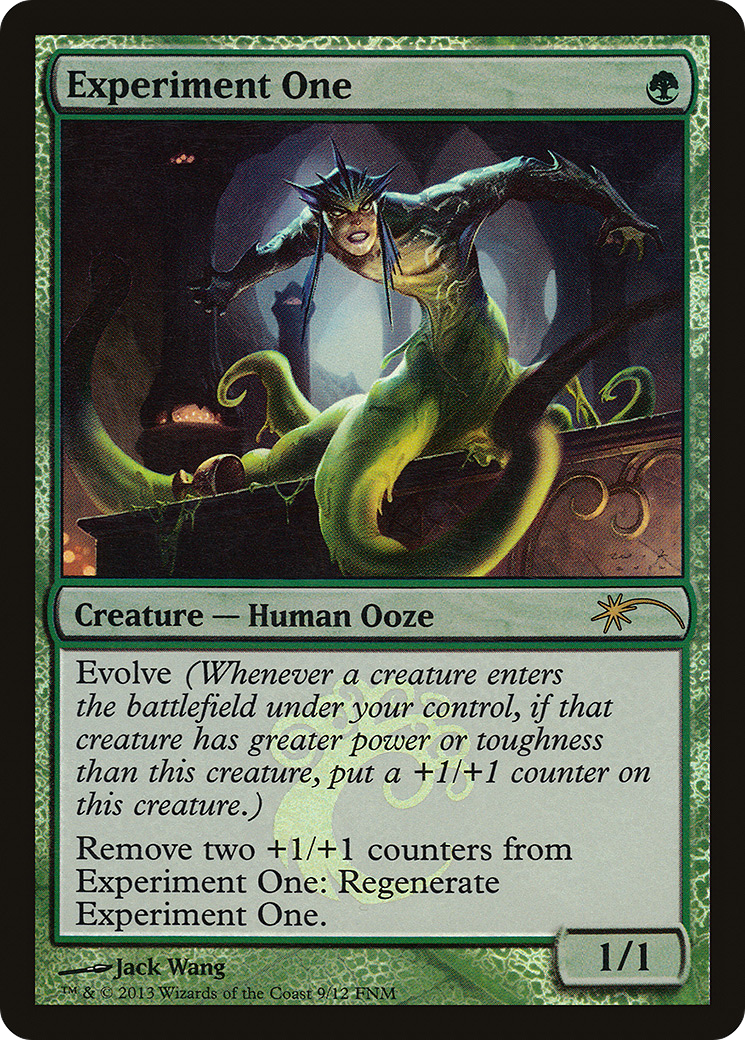 Experiment One
Creature — Human Ooze
Evolve (Whenever a creature enters
the battlefield under your control, if that
creature has greater power or toughness
than this creature, put a +1/+1 counter on
this creature.)
Remove two +1/+1 counters from
Experiment One: Regenerate
Experiment One.
1/1
Jack Wang
™ & © 2013 Wizards of the Coast 9/12 FNM